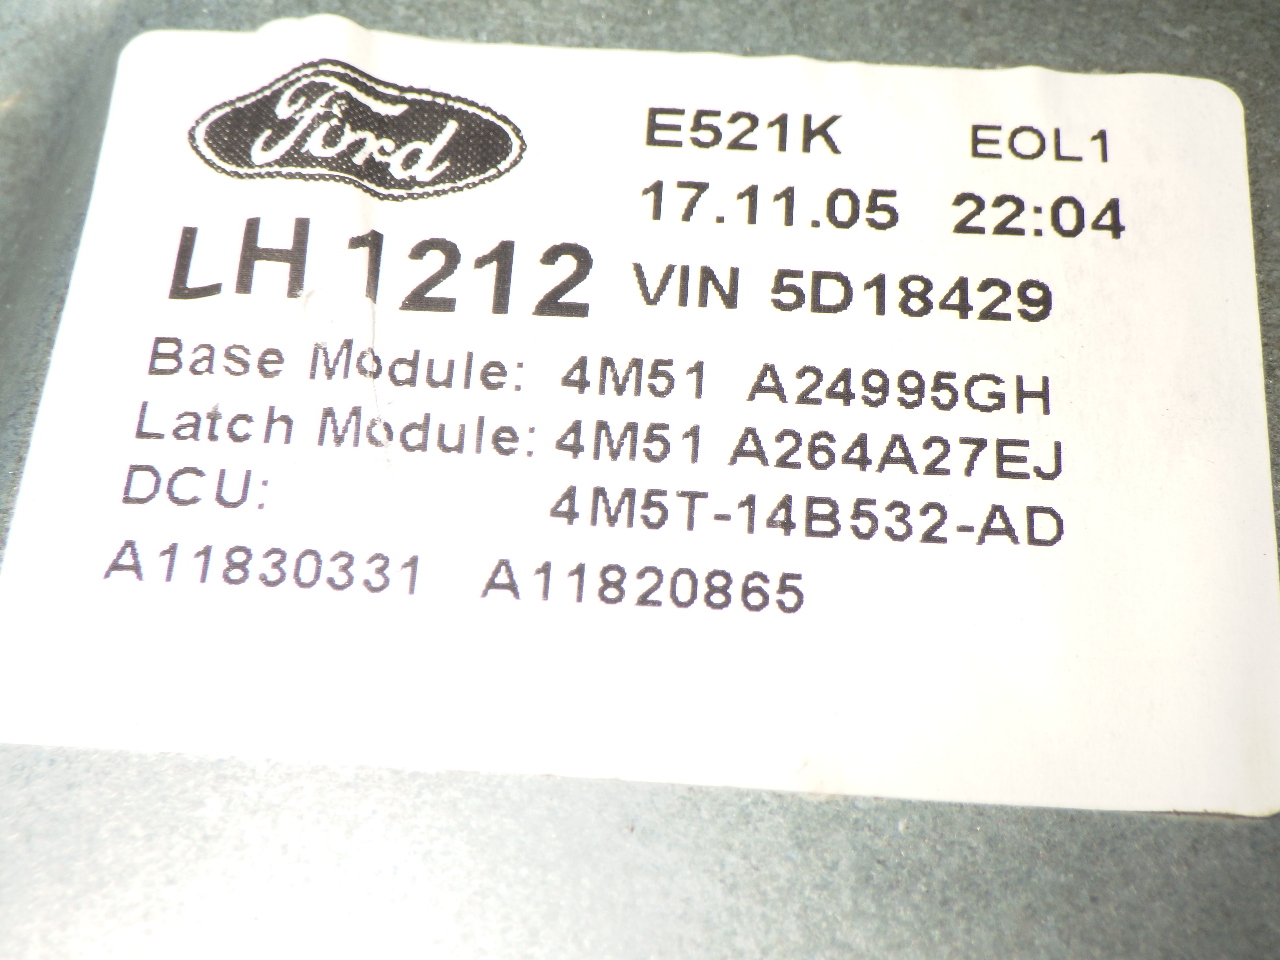 Ford
E521K EOL1
17.11.05 22:04
LH 1212 VIN 5D18429
Base Module: 4M51 A24995GH
Latch Module: 4M51 A264A27EJ
DCU: 4M5T-14B532-AD
A11830331 A11820865